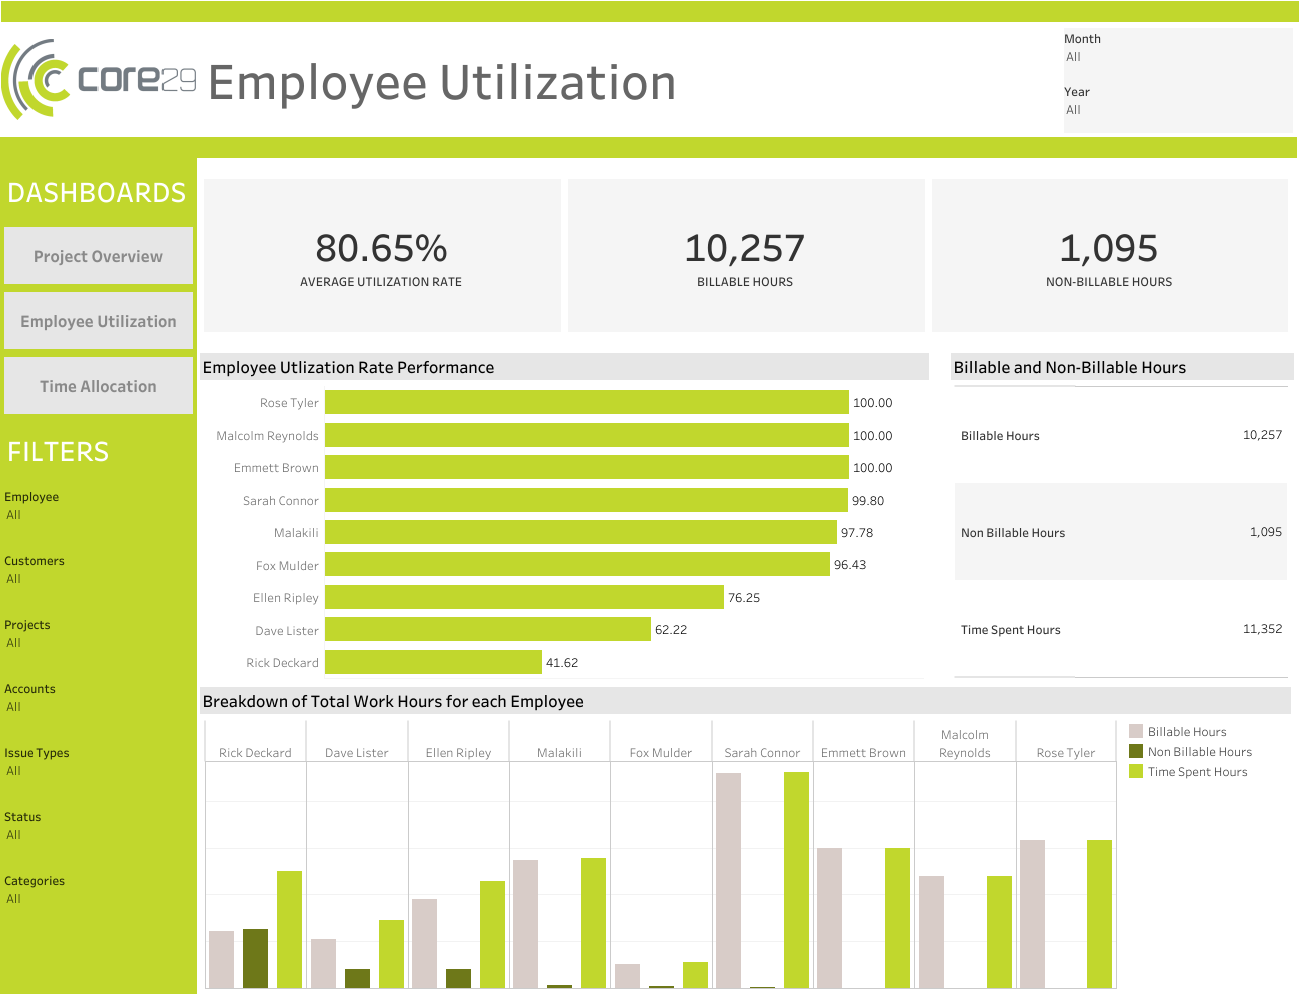 core29 Employee Utilization
Month
All
Year
All
DASHBOARDS
Project Overview
Employee Utilization
Time Allocation
FILTERS
Employee
All
Customers
All
Projects
All
Accounts
All
Issue Types
All
Status
All
Categories
All
80.65%
AVERAGE UTILIZATION RATE
10,257
BILLABLE HOURS
1,095
NON-BILLABLE HOURS
Employee Utlization Rate Performance
Rose Tyler 100.00
Malcolm Reynolds 100.00
Emmett Brown 100.00
Sarah Connor 99.80
Malakili 97.78
Fox Mulder 96.43
Ellen Ripley 76.25
Dave Lister 62.22
Rick Deckard 41.62
Billable and Non-Billable Hours
Billable Hours 10,257
Non Billable Hours 1,095
Time Spent Hours 11,352
Breakdown of Total Work Hours for each Employee
Rick Deckard Dave Lister Ellen Ripley Malakili Fox Mulder Sarah Connor Emmett Brown Malcolm Reynolds Rose Tyler
Billable Hours
Non Billable Hours
Time Spent Hours